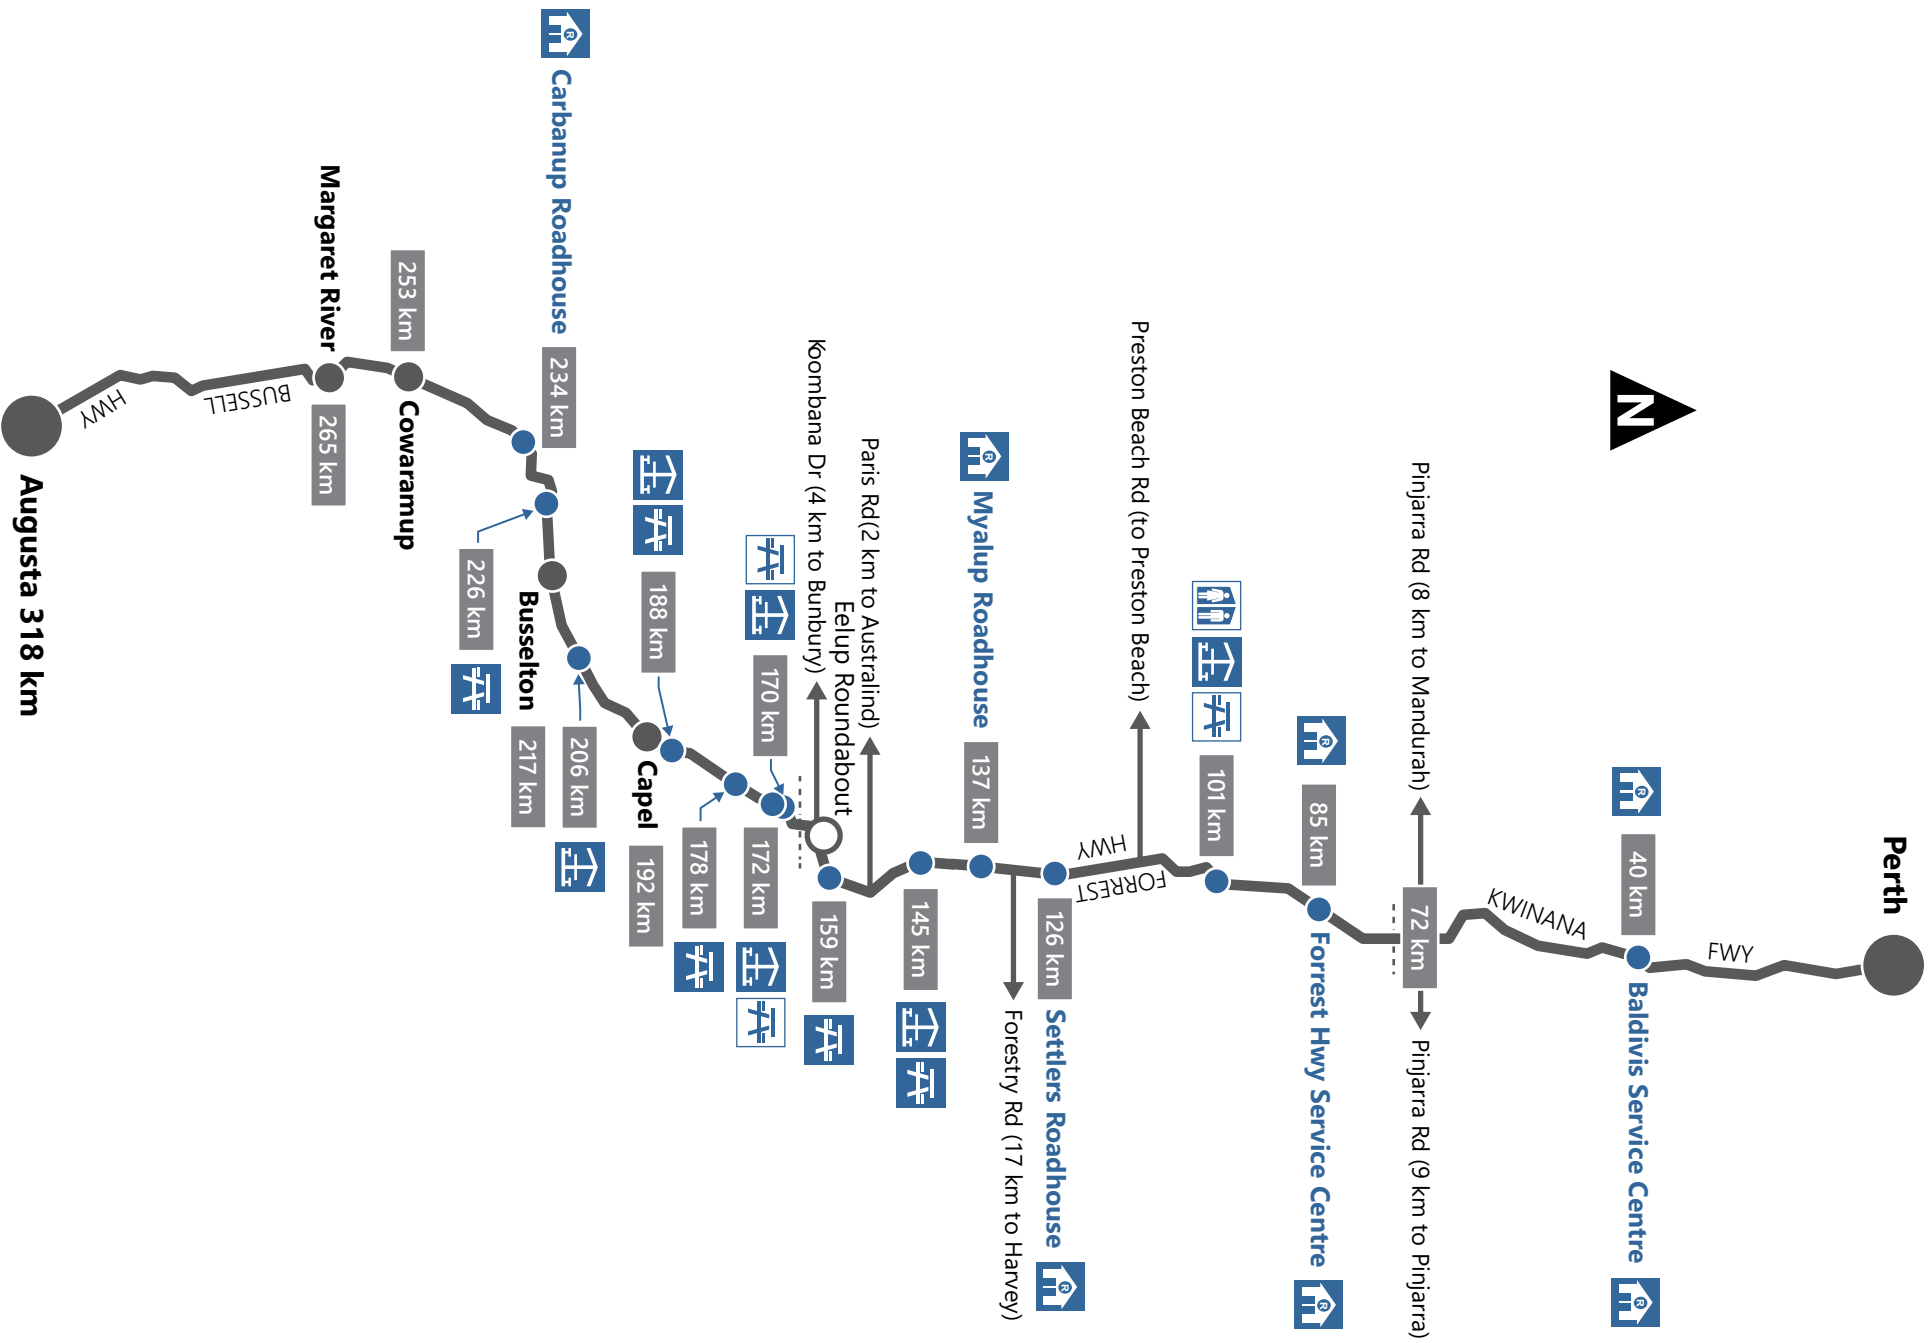 Perth
FWY
40 km
Baldivis Service Centre
KWINANA
N
Pinjarra Rd (8 km to Mandurah)
72 km
Pinjarra Rd (9 km to Pinjarra)
85 km
Forrest Hwy Service Centre
101 km
Preston Beach Rd (to Preston Beach)
FORREST
HWY
126 km
Settlers Roadhouse
Forestry Rd (17 km to Harvey)
Myalup Roadhouse
137 km
145 km
Paris Rd(2 km to Australind)
159 km
Eelup Roundabout
Koombana Dr (4 km to Bunbury)
170 km
172 km
178 km
188 km
Capel
192 km
206 km
Busselton
217 km
226 km
Carbanup Roadhouse
234 km
253 km
Cowaramup
Margaret River
265 km
BUSSELL
HWY
Augusta 318 km
R
R
R
R
R
R
R